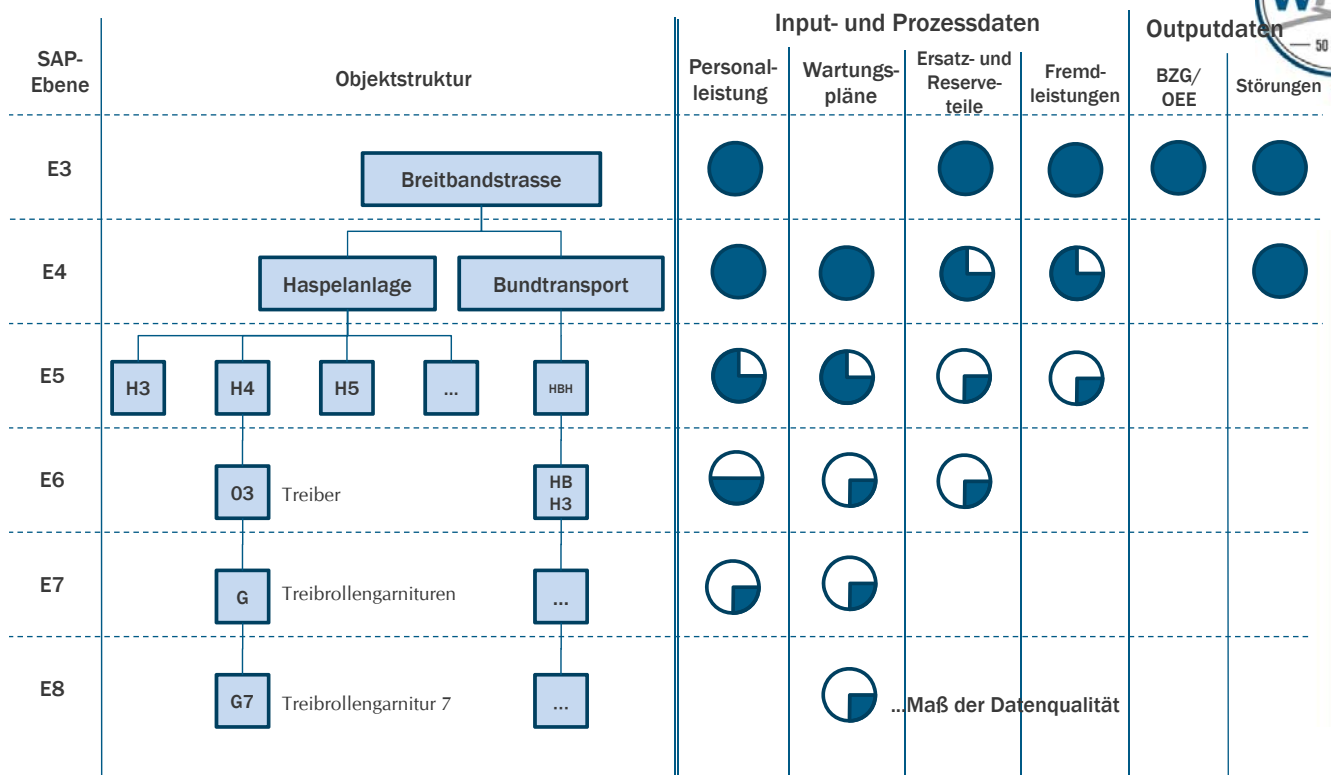 Input- und Prozessdaten
Outputdaten
50
SAP-
Ebene
Objektstruktur
Personal-
leistung
Wartungs-
pläne
Ersatz- und
Reserve-
teile
Fremd-
leistungen
BZG/
OEE
Störungen
E3
Breitbandstrasse
E4
Haspelanlage
Bundtransport
E5
H3
H4
H5
...
HBH
E6
03
Treiber
HB
H3
E7
G
Treibrollengarnituren
...
E8
G7
Treibrollengarnitur 7
...
...Maß der Datenqualität